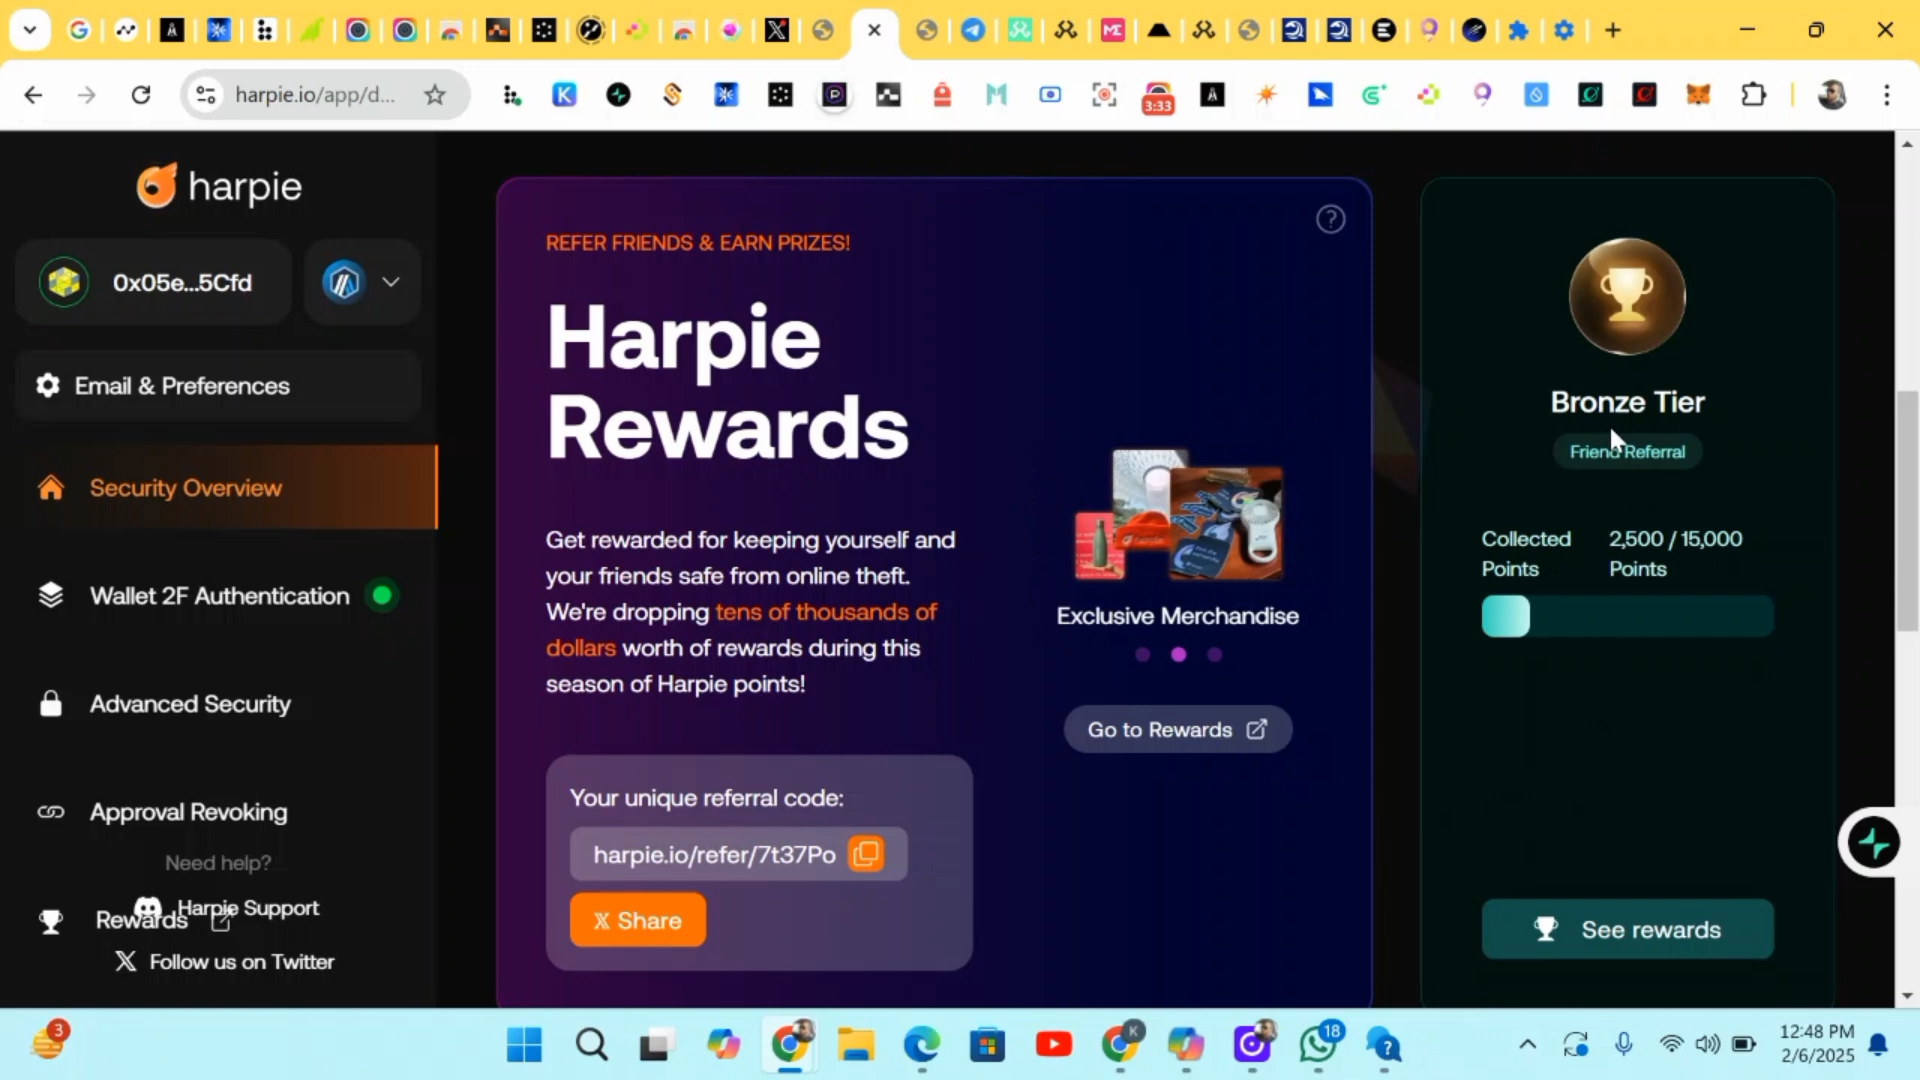 harpie.io/app/d...
3:33
harpie
0x05e...5Cfd
Email & Preferences
Security Overview
Wallet 2F Authentication
Advanced Security
Approval Revoking
Need help?
Harpie Support
Rewards
Follow us on Twitter
REFER FRIENDS & EARN PRIZES!
Harpie
Rewards
Get rewarded for keeping yourself and
your friends safe from online theft.
We're dropping tens of thousands of
dollars worth of rewards during this
season of Harpie points!
Your unique referral code:
harpie.io/refer/7t37Po
X Share
Exclusive Merchandise
Go to Rewards
Bronze Tier
Friend Referral
Collected
Points
2,500 / 15,000
Points
See rewards
3
K
18
12:48 PM
2/6/2025